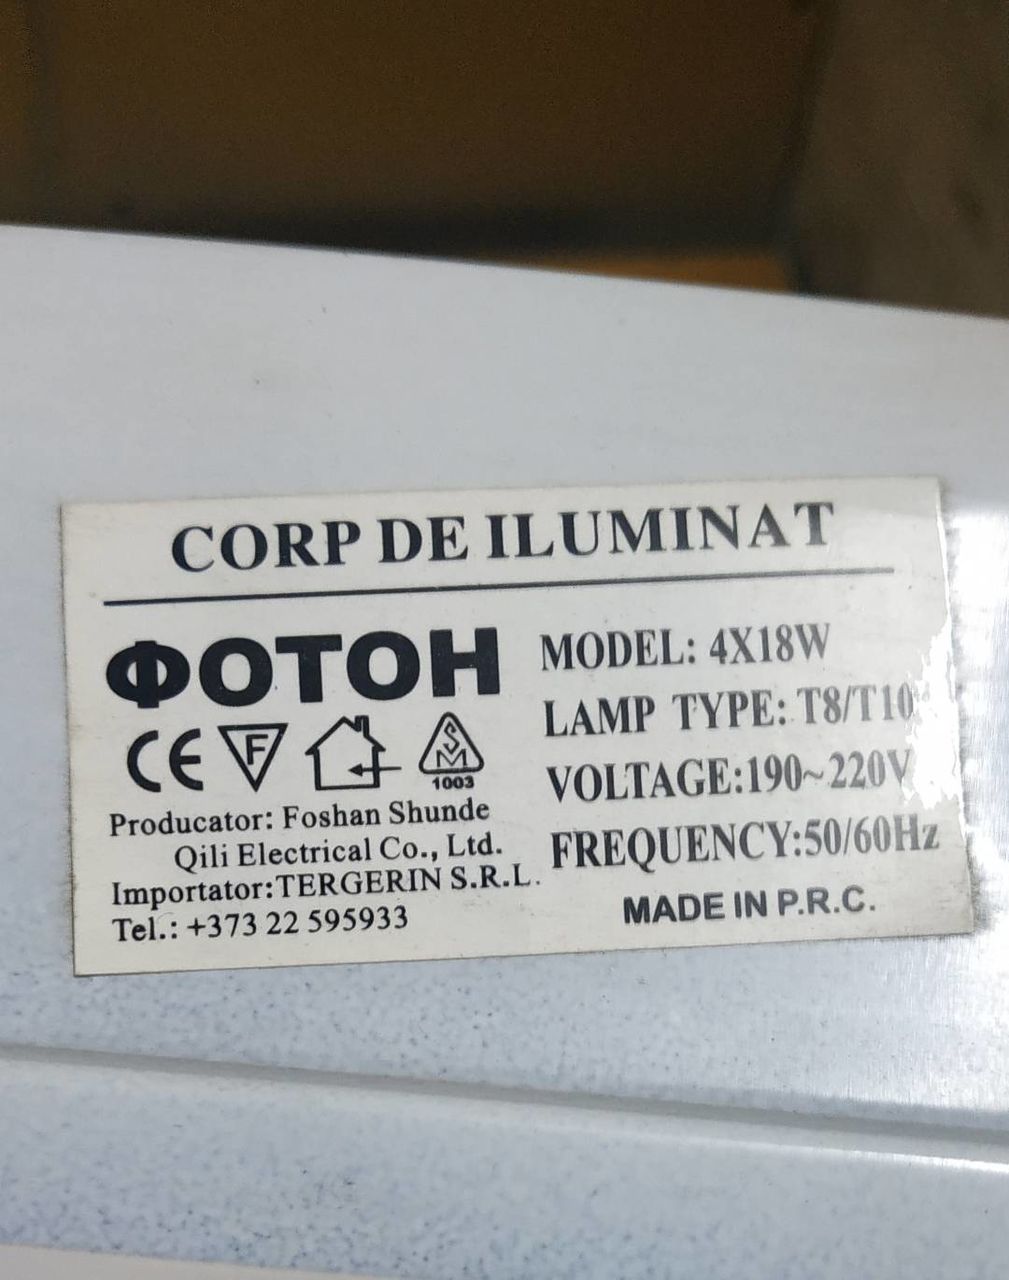 CORP DE ILUMINAT
ФОТОН
CE F
SM
1003
Producator: Foshan Shunde
Qili Electrical Co., Ltd.
Importator:TERGERIN S.R.L.
Tel.: +373 22 595933
MODEL: 4X18W
LAMP TYPE: T8/T10
VOLTAGE:190~220V
FREQUENCY:50/60Hz
MADE IN P.R.C.